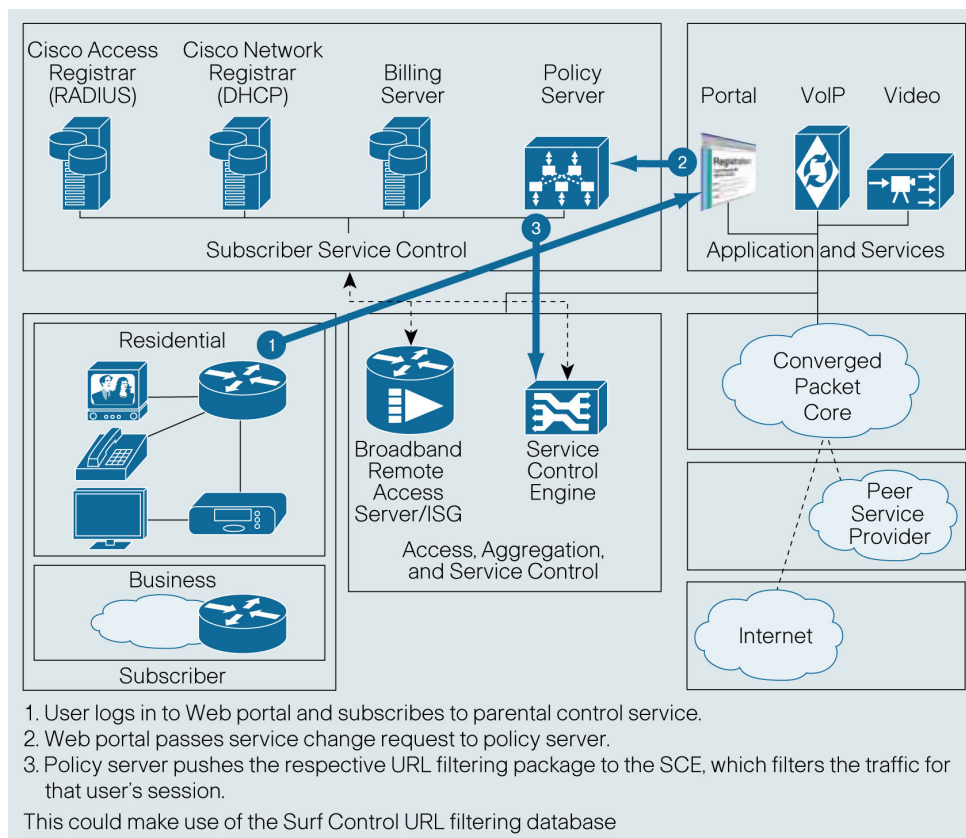 Cisco Access
Registrar
(RADIUS)
Cisco Network
Registrar
(DHCP)
Billing
Server
Policy
Server
Subscriber Service Control
Portal
VoIP
Video
Registration
Application and Services
1
2
3
Residential
Business
Subscriber
Broadband
Remote
Access
Server/ISG
Service
Control
Engine
Access, Aggregation,
and Service Control
Converged
Packet
Core
Peer
Service
Provider
Internet
1. User logs in to Web portal and subscribes to parental control service.
2. Web portal passes service change request to policy server.
3. Policy server pushes the respective URL filtering package to the SCE, which filters the traffic for
that user's session.
This could make use of the Surf Control URL filtering database